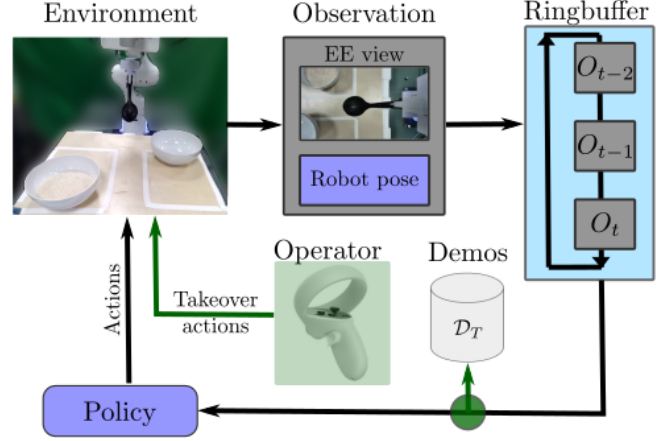 Environment
Observation
Ringbuffer
EE view
Robot pose
O_{t−2}
O_{t−1}
O_t
Operator
Demos
Takeover
actions
Actions
𝒟_T
Policy